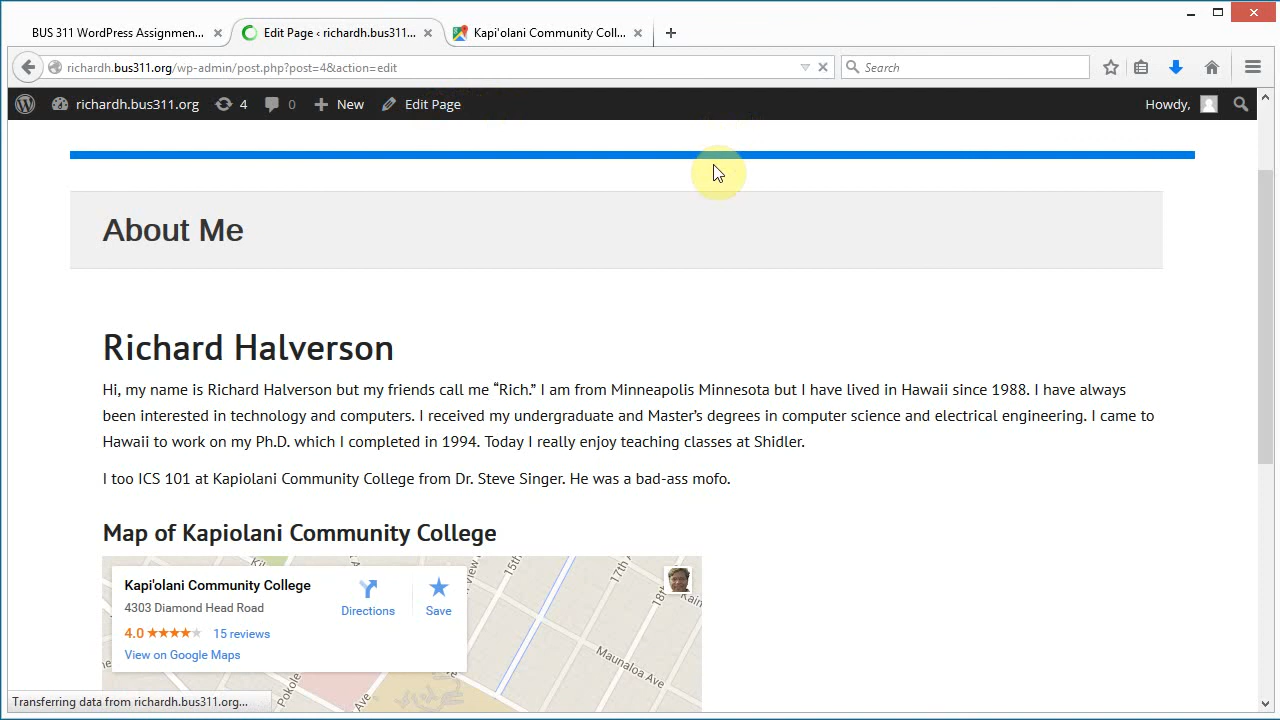 BUS 311 WordPress Assignmen...
Edit Page ‹ richardh.bus311...
Kapi'olani Community Coll...
richardh.bus311.org/wp-admin/post.php?post=4&action=edit
Search
richardh.bus311.org 4 0 New Edit Page Howdy,
About Me
Richard Halverson
Hi, my name is Richard Halverson but my friends call me “Rich.” I am from Minneapolis Minnesota but I have lived in Hawaii since 1988. I have always
been interested in technology and computers. I received my undergraduate and Master’s degrees in computer science and electrical engineering. I came to
Hawaii to work on my Ph.D. which I completed in 1994. Today I really enjoy teaching classes at Shidler.
I too ICS 101 at Kapiolani Community College from Dr. Steve Singer. He was a bad-ass mofo.
Map of Kapiolani Community College
Kapi'olani Community College
4303 Diamond Head Road
4.0 15 reviews
View on Google Maps
Directions
Save
15th
17th
18th
Maunaloa Ave
Pokole
Ave
Transferring data from richardh.bus311.org...